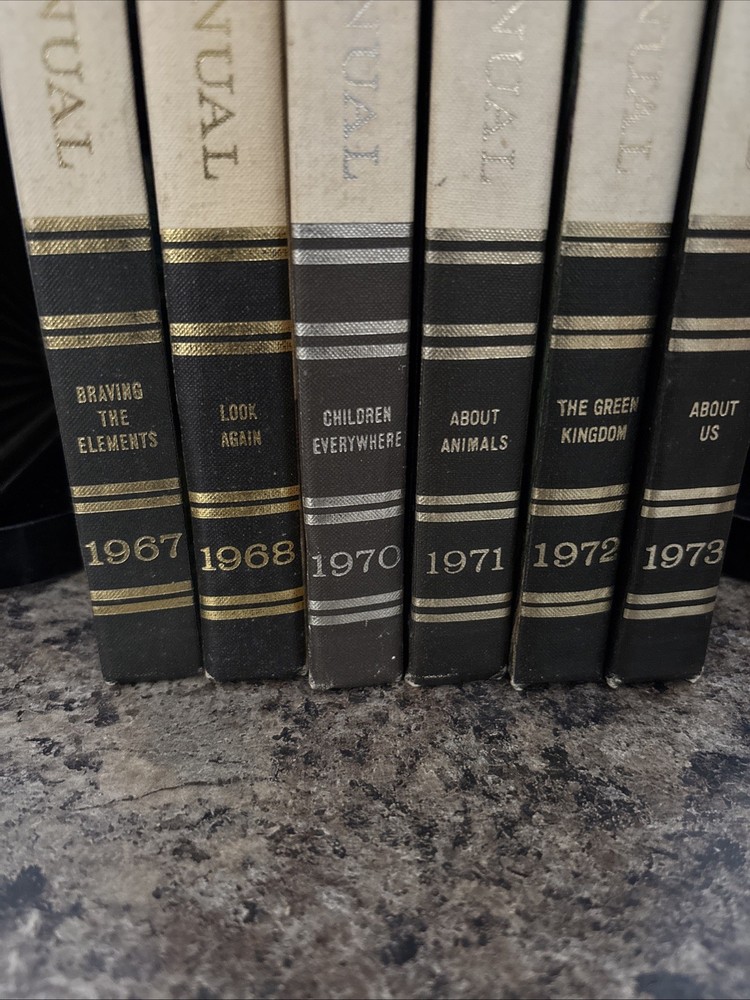 NUAL
BRAVING
THE
ELEMENTS
1967
NUAL
LOOK
AGAIN
1968
NUAL
CHILDREN
EVERYWHERE
1970
NUAL
ABOUT
ANIMALS
1971
NUAL
THE GREEN
KINGDOM
1972
ABOUT
US
1973